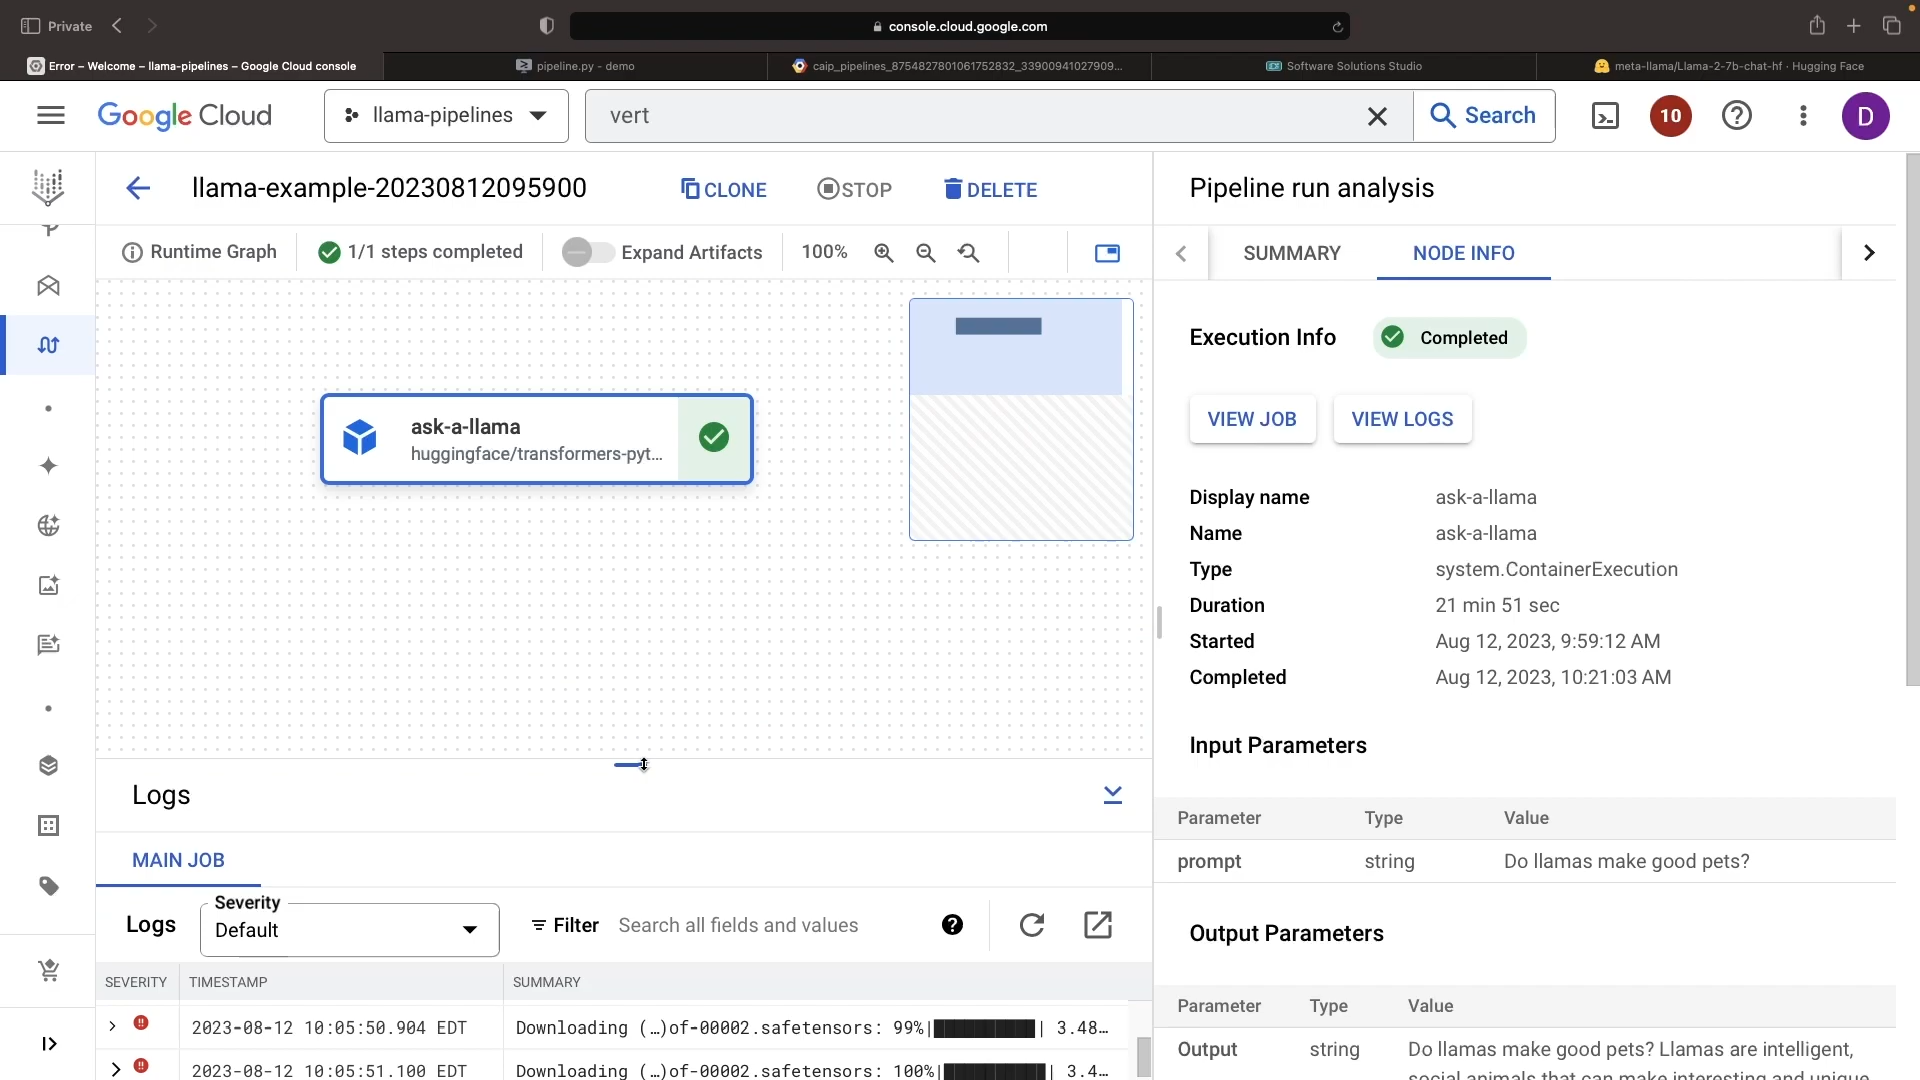 Private
console.cloud.google.com
Error – Welcome – llama-pipelines – Google Cloud console
pipeline.py - demo
caip_pipelines_8754827801061752832_33900941027909...
Software Solutions Studio
meta-llama/Llama-2-7b-chat-hf · Hugging Face
Google Cloud
llama-pipelines
vert
Search
10
D
llama-example-20230812095900
CLONE
STOP
DELETE
Pipeline run analysis
Runtime Graph
1/1 steps completed
Expand Artifacts
100%
SUMMARY
NODE INFO
ask-a-llama
huggingface/transformers-pyt...
Execution Info
Completed
VIEW JOB
VIEW LOGS
Display name ask-a-llama
Name ask-a-llama
Type system.ContainerExecution
Duration 21 min 51 sec
Started Aug 12, 2023, 9:59:12 AM
Completed Aug 12, 2023, 10:21:03 AM
Input Parameters
Parameter Type Value
prompt string Do llamas make good pets?
Output Parameters
Parameter Type Value
Output string Do llamas make good pets? Llamas are intelligent,
social animals that can make interesting and unique
Logs
MAIN JOB
Logs
Severity
Default
Filter
Search all fields and values
SEVERITY TIMESTAMP SUMMARY
2023-08-12 10:05:50.904 EDT Downloading (…)of-00002.safetensors: 99%|██████████| 3.48…
2023-08-12 10:05:51.100 EDT Downloading (…)of-00002.safetensors: 100%|██████████| 3.4…